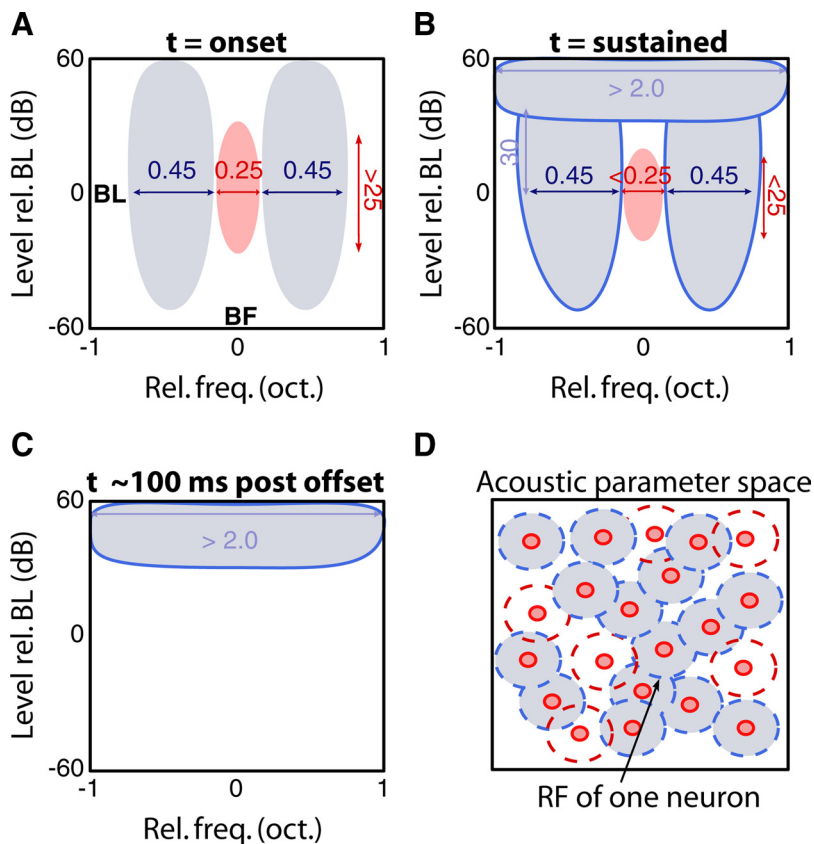 A
t = onset
Level rel. BL (dB)
60
0
-60
BL
0.45
0.25
0.45
>25
BF
-1
0
1
Rel. freq. (oct.)
B
t = sustained
Level rel. BL (dB)
60
0
-60
> 2.0
30
0.45
<0.25
0.45
<25
-1
0
1
Rel. freq. (oct.)
C
t ~100 ms post offset
Level rel. BL (dB)
60
0
-60
> 2.0
-1
0
1
Rel. freq. (oct.)
D
Acoustic parameter space
RF of one neuron